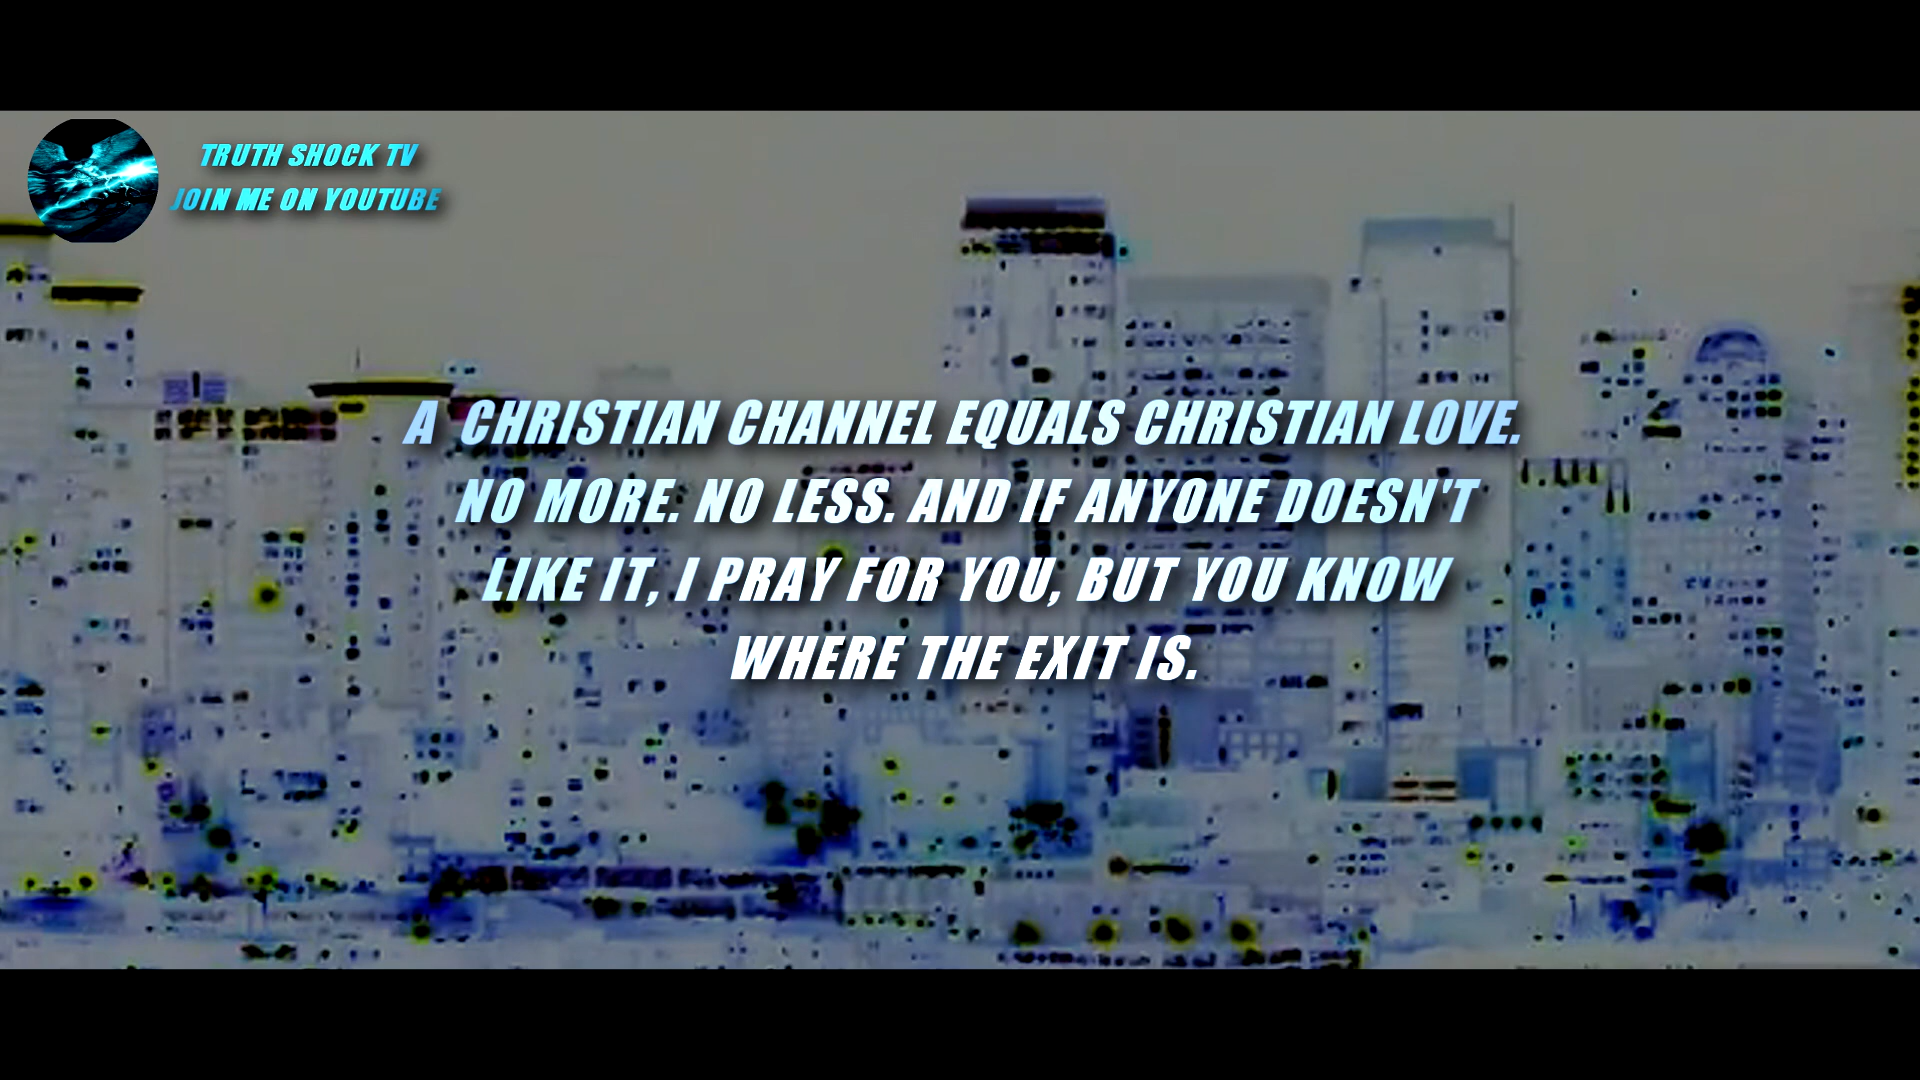 TRUTH SHOCK TV
JOIN ME ON YOUTUBE
A CHRISTIAN CHANNEL EQUALS CHRISTIAN LOVE.
NO MORE. NO LESS. AND IF ANYONE DOESN'T
LIKE IT, I PRAY FOR YOU, BUT YOU KNOW
WHERE THE EXIT IS.